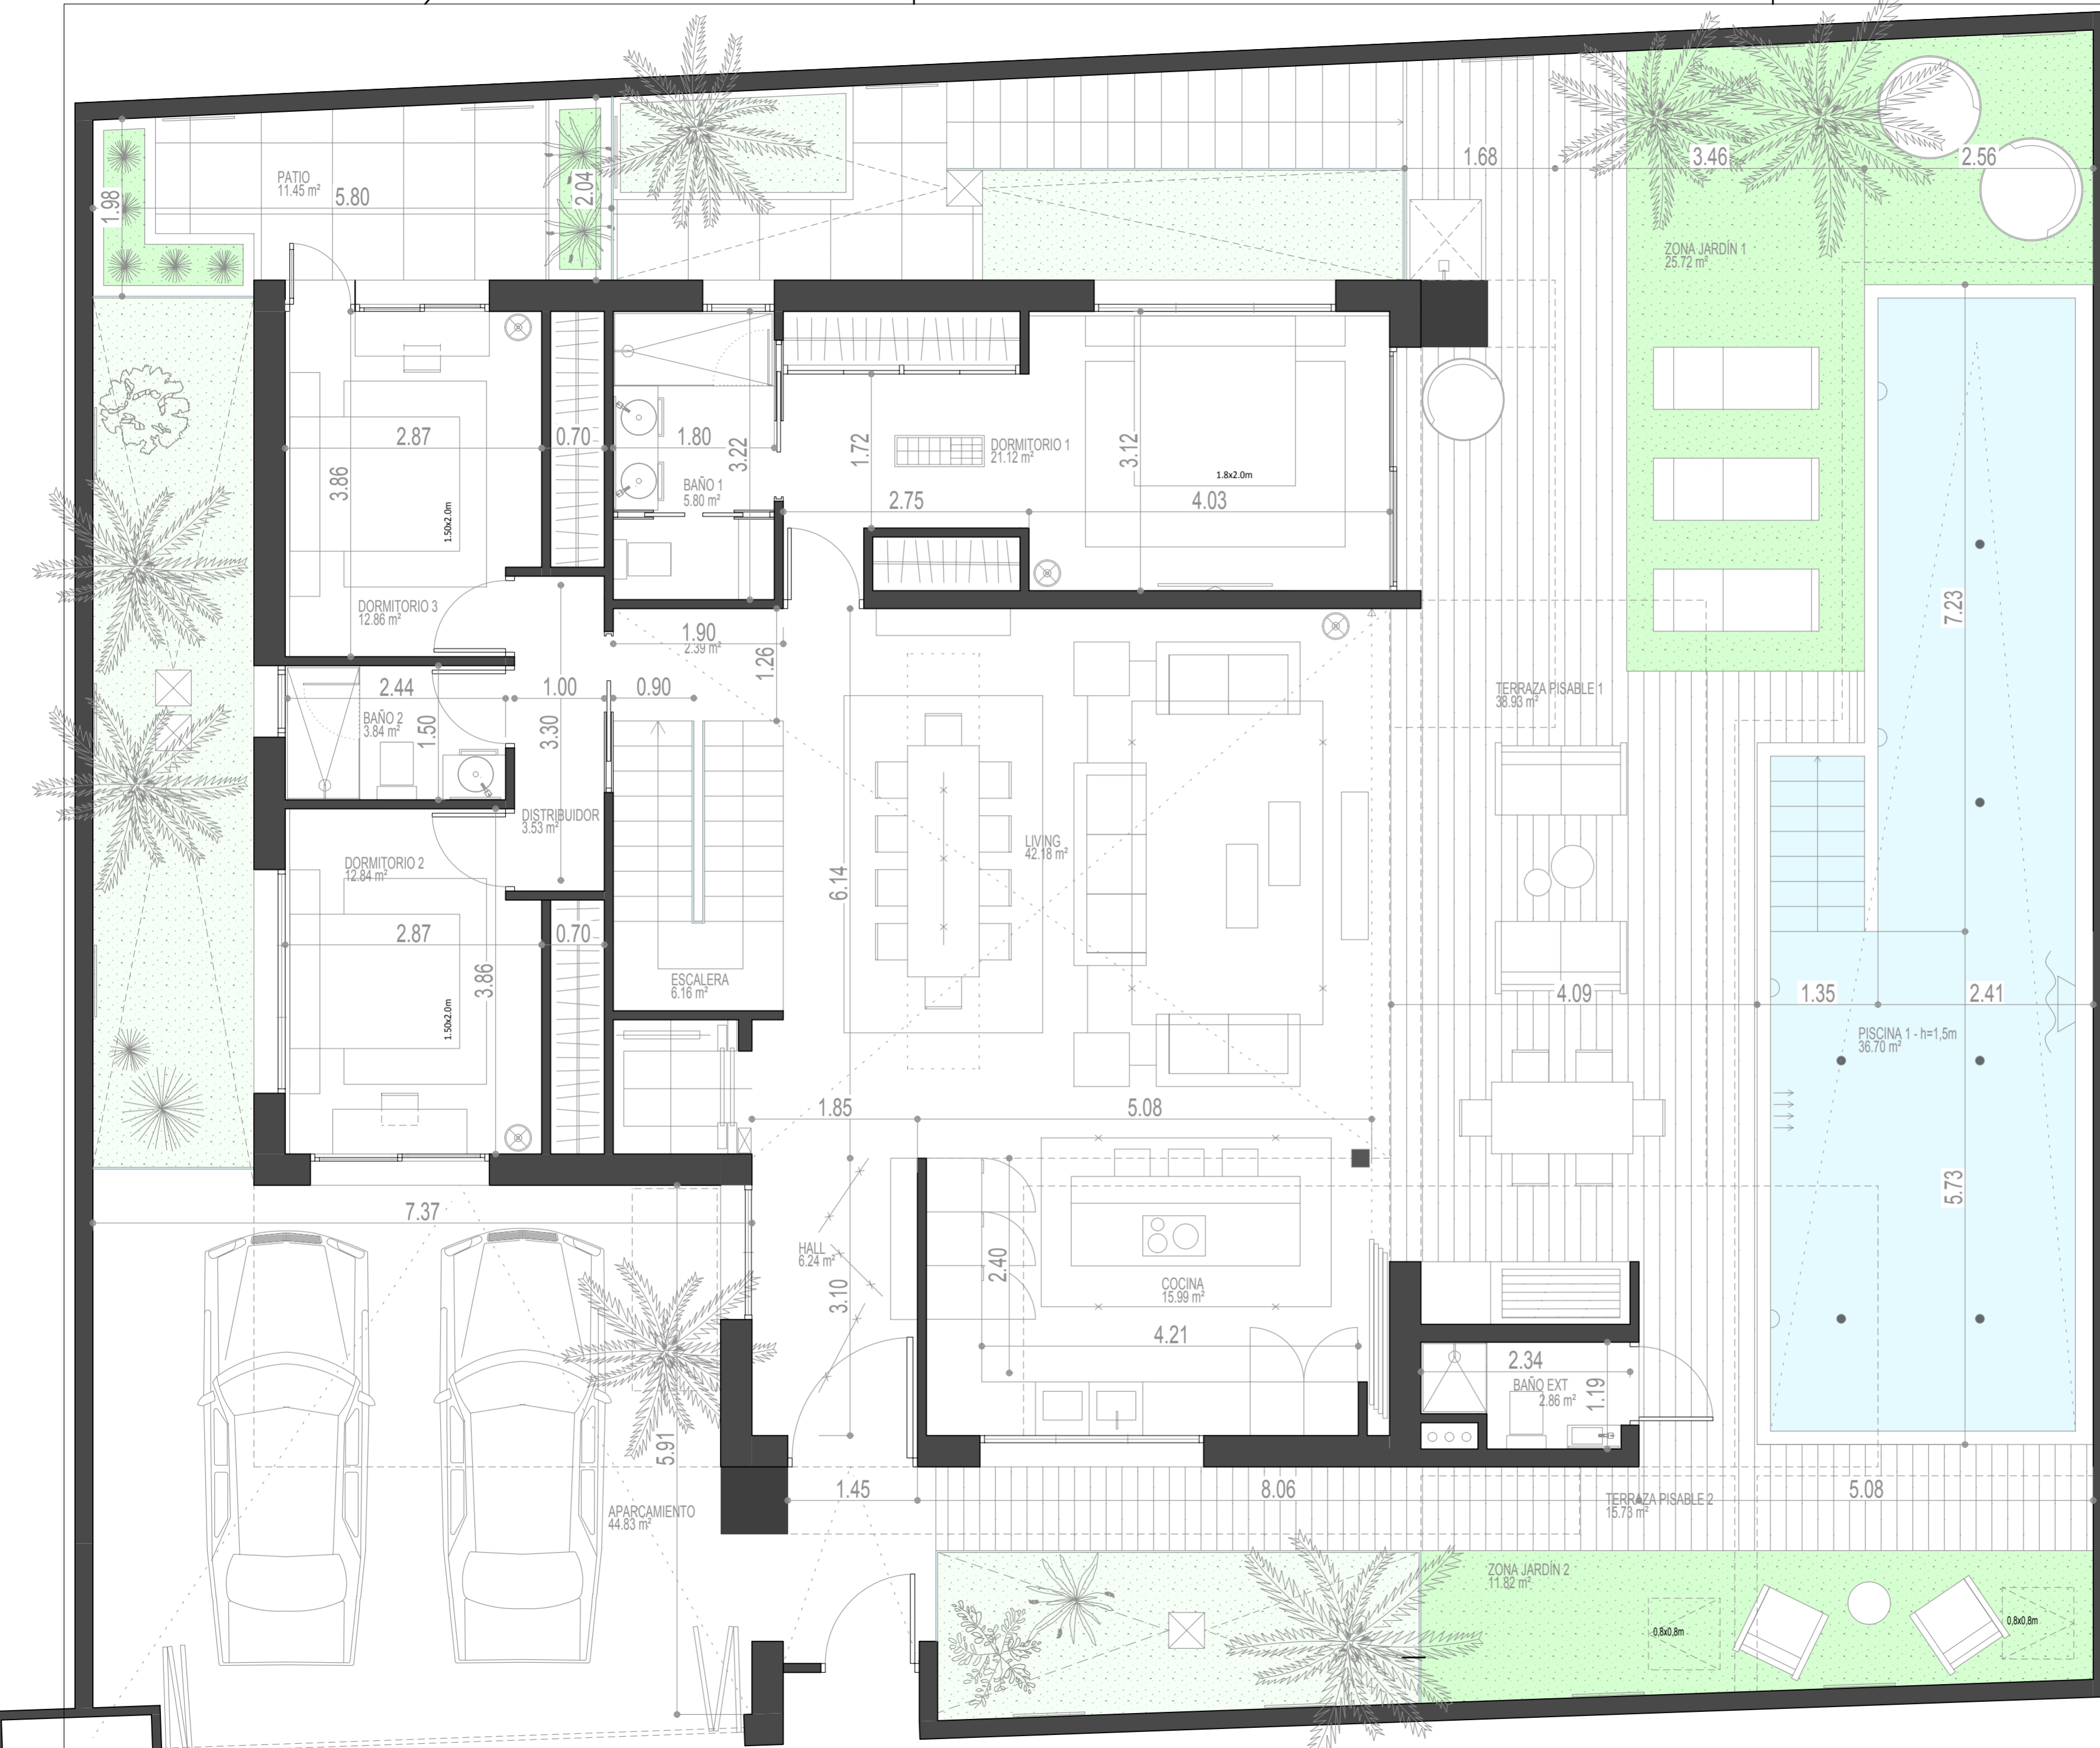 1.68
3.46
2.56
PATIO
11.45 m²
5.80
1.98
2.04
ZONA JARDÍN 1
25.72 m²
2.87
0.70
1.80
3.22
1.72
DORMITORIO 1
21.12 m²
3.12
1.8x2.0m
3.86
BAÑO 1
5.80 m²
2.75
4.03
1.50x2.0m
DORMITORIO 3
12.86 m²
7.23
1.90
2.39 m²
1.26
2.44
1.00
0.90
TERRAZA PISABLE 1
38.93 m²
BAÑO 2
3.84 m²
1.50
3.30
DISTRIBUIDOR
3.53 m²
LIVING
42.18 m²
DORMITORIO 2
12.84 m²
6.14
2.87
0.70
3.86
ESCALERA
6.16 m²
4.09
1.35
2.41
1.50x2.0m
PISCINA 1 - h=1,5m
36.70 m²
1.85
5.08
5.73
7.37
HALL
6.24 m²
2.40
3.10
COCINA
15.99 m²
4.21
2.34
BAÑO EXT
2.86 m²
1.19
5.91
1.45
8.06
5.08
TERRAZA PISABLE 2
15.73 m²
APARCAMIENTO
44.83 m²
ZONA JARDÍN 2
11.82 m²
0,8x0,8m
0,8x0,8m